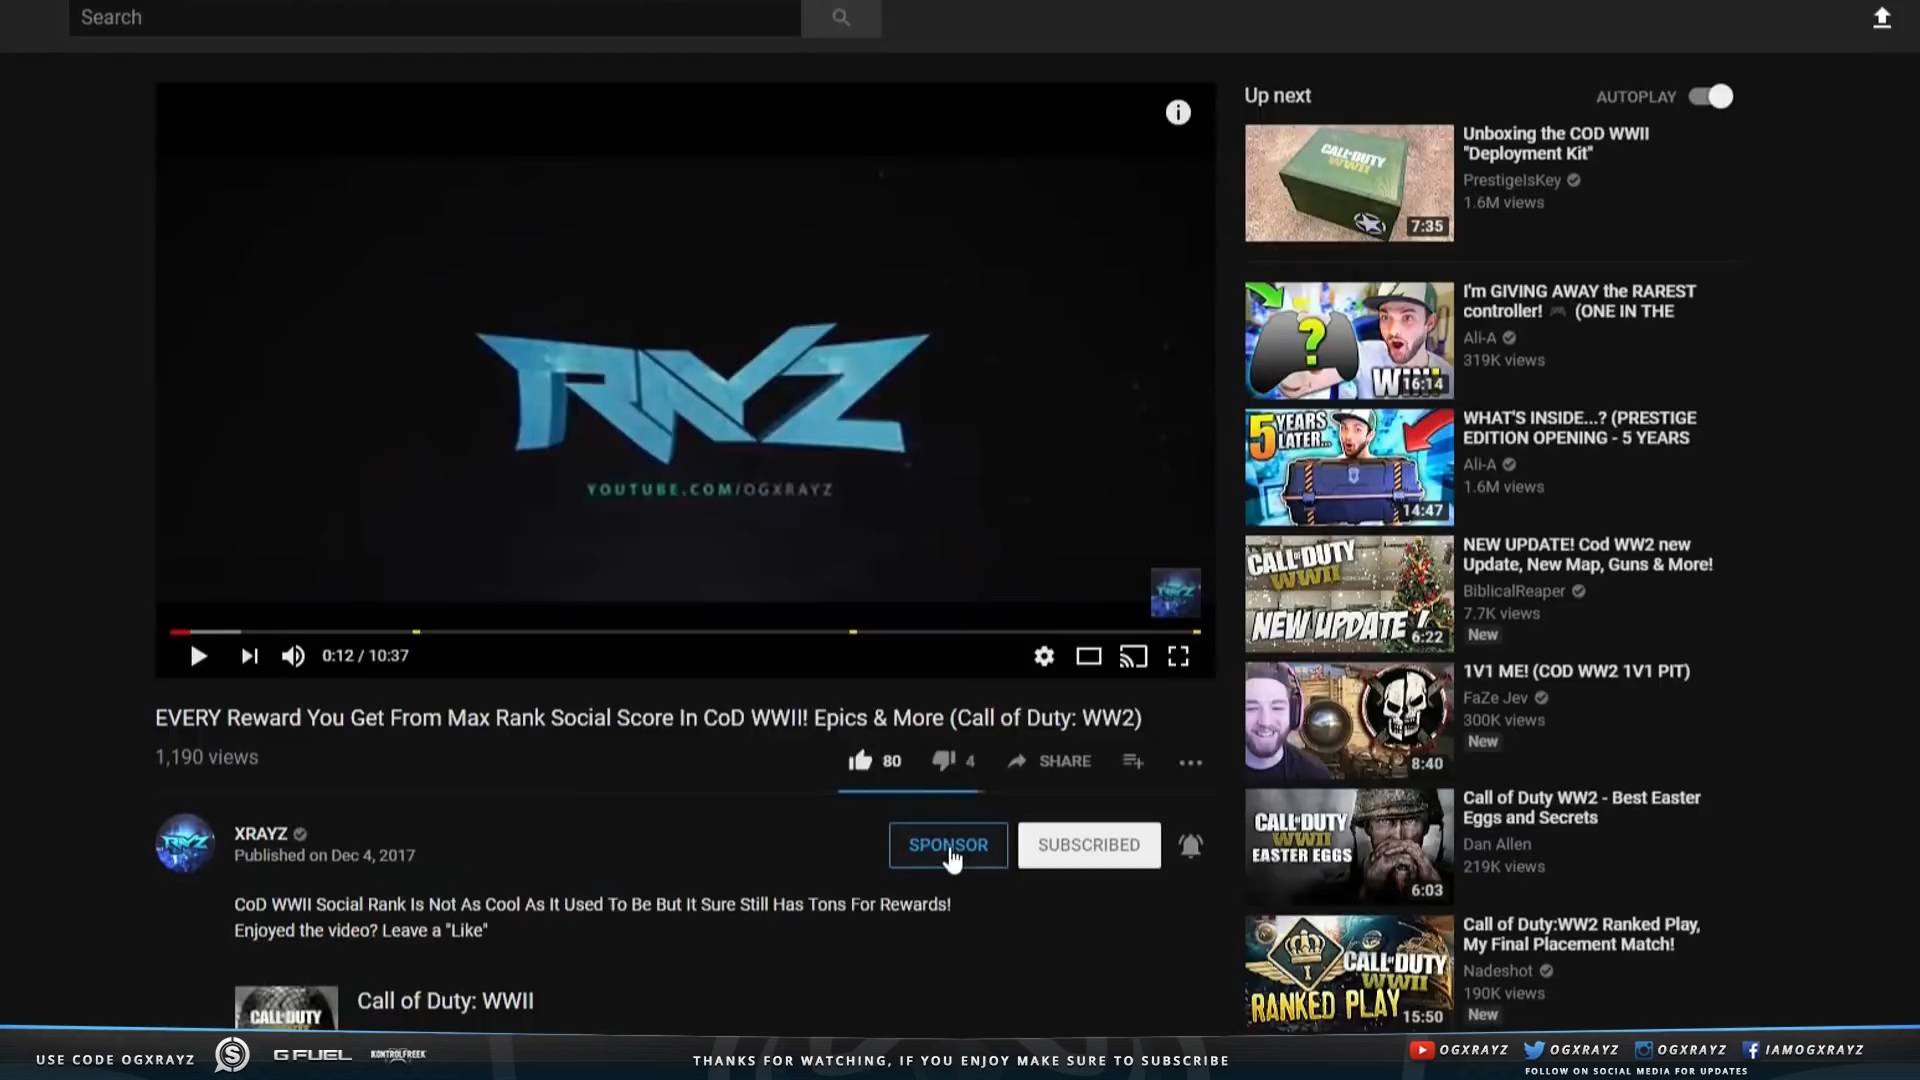 Search
Up next
AUTOPLAY
RAYZ
YOUTUBE.COM/OGXRAYZ
0:12 / 10:37
EVERY Reward You Get From Max Rank Social Score In CoD WWII! Epics & More (Call of Duty: WW2)
1,190 views
80
4
SHARE
XRAYZ
Published on Dec 4, 2017
SPONSOR
SUBSCRIBED
CoD WWII Social Rank Is Not As Cool As It Used To Be But It Sure Still Has Tons For Rewards!
Enjoyed the video? Leave a "Like"
CALL OF DUTY
Call of Duty: WWII
CALL OF DUTY
WWII
7:35
Unboxing the COD WWII
"Deployment Kit"
PrestigeIsKey
1.6M views
?
WIN!
16:14
I'm GIVING AWAY the RAREST
controller! 🎮 (ONE IN THE
Ali-A
319K views
5 YEARS
LATER...
14:47
WHAT'S INSIDE...? (PRESTIGE
EDITION OPENING - 5 YEARS
Ali-A
1.6M views
CALL OF DUTY
WWII
NEW UPDATE!
6:22
NEW UPDATE! Cod WW2 new
Update, New Map, Guns & More!
BiblicalReaper
7.7K views
New
8:40
1V1 ME! (COD WW2 1V1 PIT)
FaZe Jev
300K views
New
CALL OF DUTY
WWII
EASTER EGGS
6:03
Call of Duty WW2 - Best Easter
Eggs and Secrets
Dan Allen
219K views
I
CALL OF DUTY
WWII
RANKED PLAY
15:50
Call of Duty:WW2 Ranked Play,
My Final Placement Match!
Nadeshot
190K views
New
USE CODE OGXRAYZ
G FUEL
KONTROLFREEK
THANKS FOR WATCHING, IF YOU ENJOY MAKE SURE TO SUBSCRIBE
OGXRAYZ
OGXRAYZ
OGXRAYZ
IAMOGXRAYZ
FOLLOW ON SOCIAL MEDIA FOR UPDATES